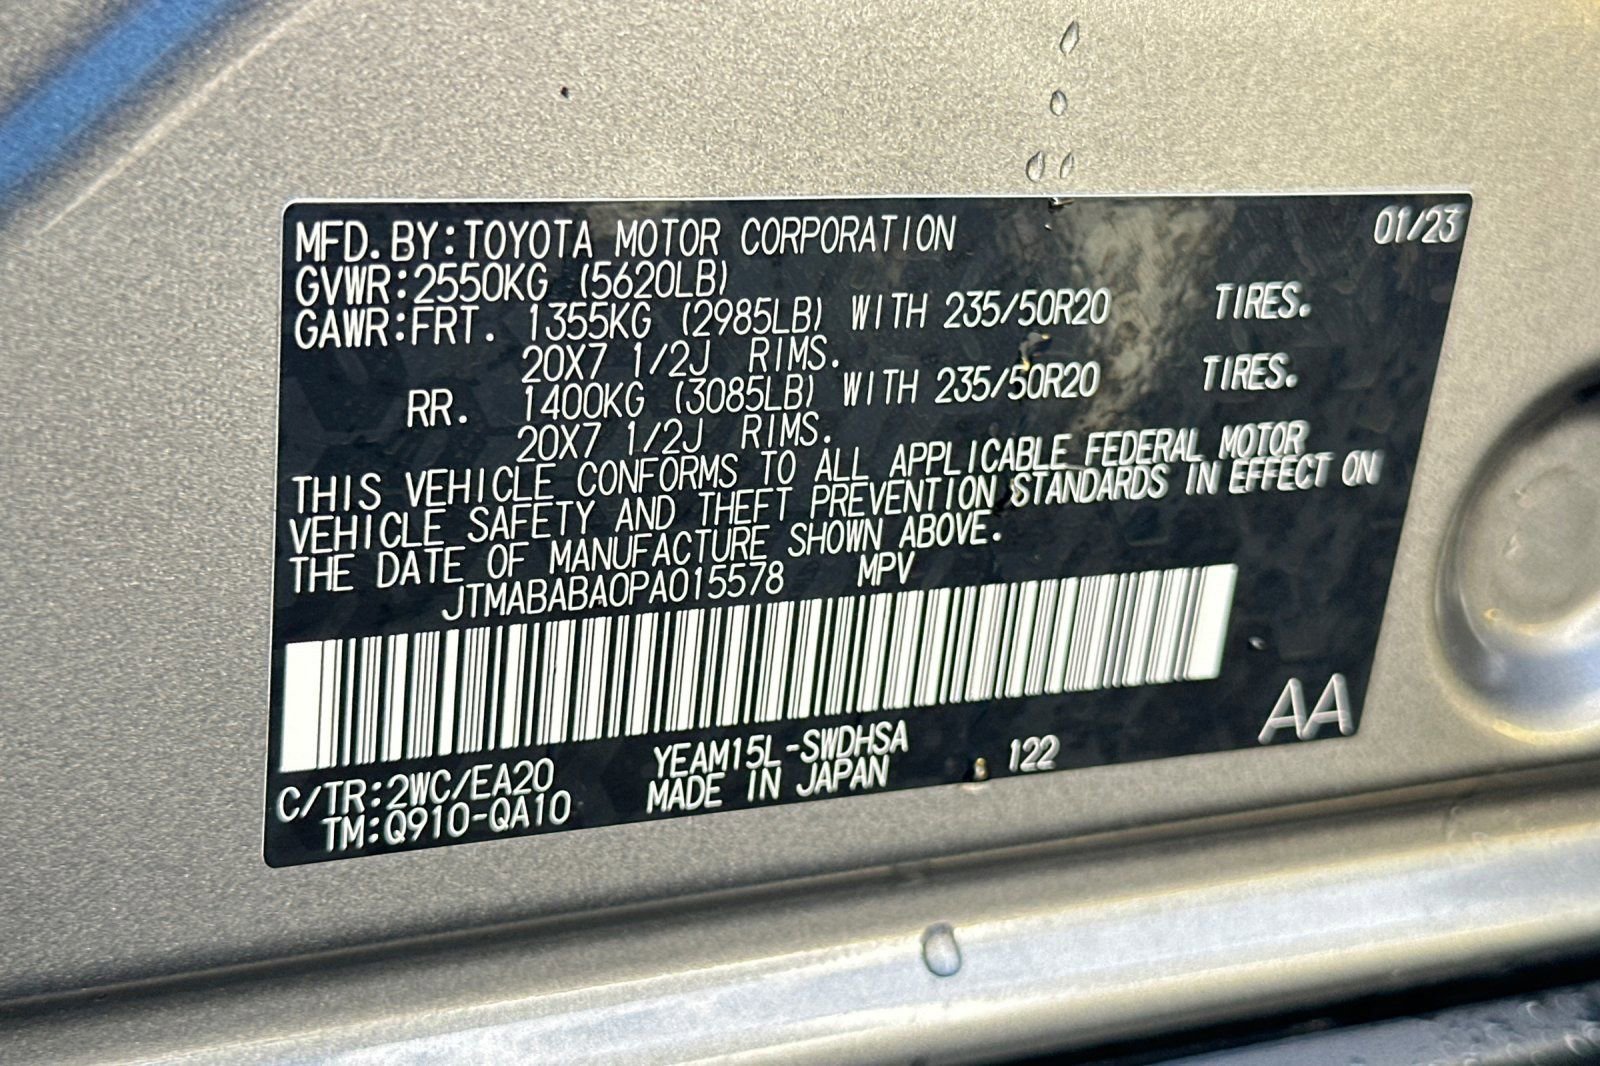 MFD.BY:TOYOTA MOTOR CORPORATION 01/23
GVWR:2550KG (5620LB)
GAWR:FRT. 1355KG (2985LB) WITH 235/50R20 TIRES.
20X7 1/2J RIMS.
RR. 1400KG (3085LB) WITH 235/50R20 TIRES.
20X7 1/2J RIMS.
THIS VEHICLE CONFORMS TO ALL APPLICABLE FEDERAL MOTOR
VEHICLE SAFETY AND THEFT PREVENTION STANDARDS IN EFFECT ON
THE DATE OF MANUFACTURE SHOWN ABOVE.
JTMABABA0PA015578 MPV
C/TR:2WC/EA20 YEAM15L-SWDHSA AA
TM:Q910-QA10 MADE IN JAPAN 122